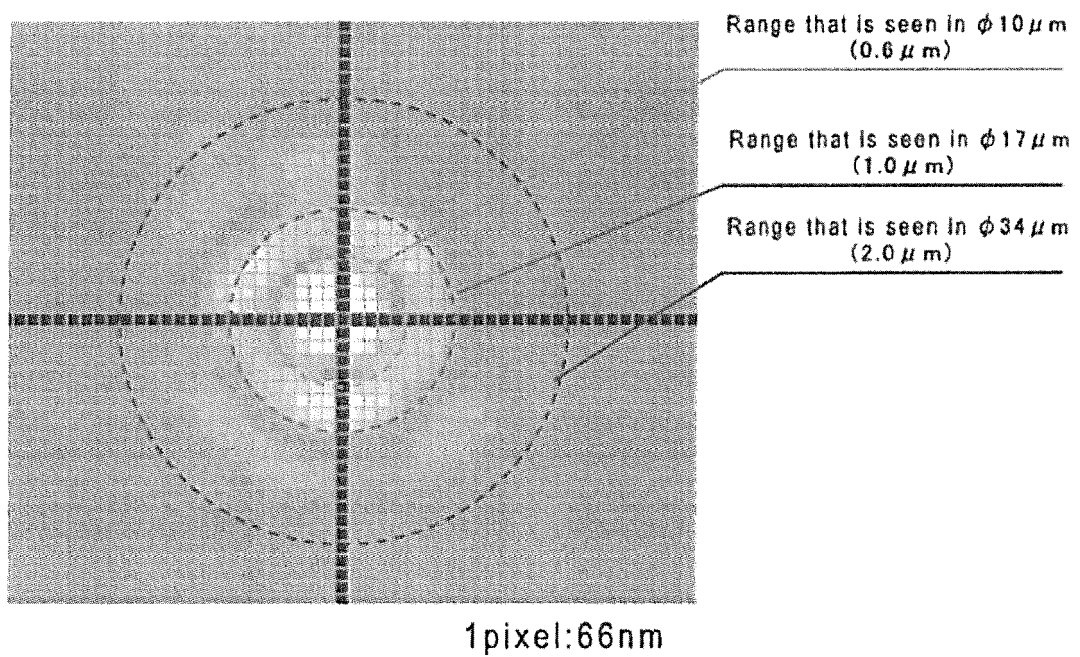 Range that is seen in ϕ10μm
(0.6μm)
Range that is seen in ϕ17μm
(1.0μm)
Range that is seen in ϕ34μm
(2.0μm)
1pixel:66nm